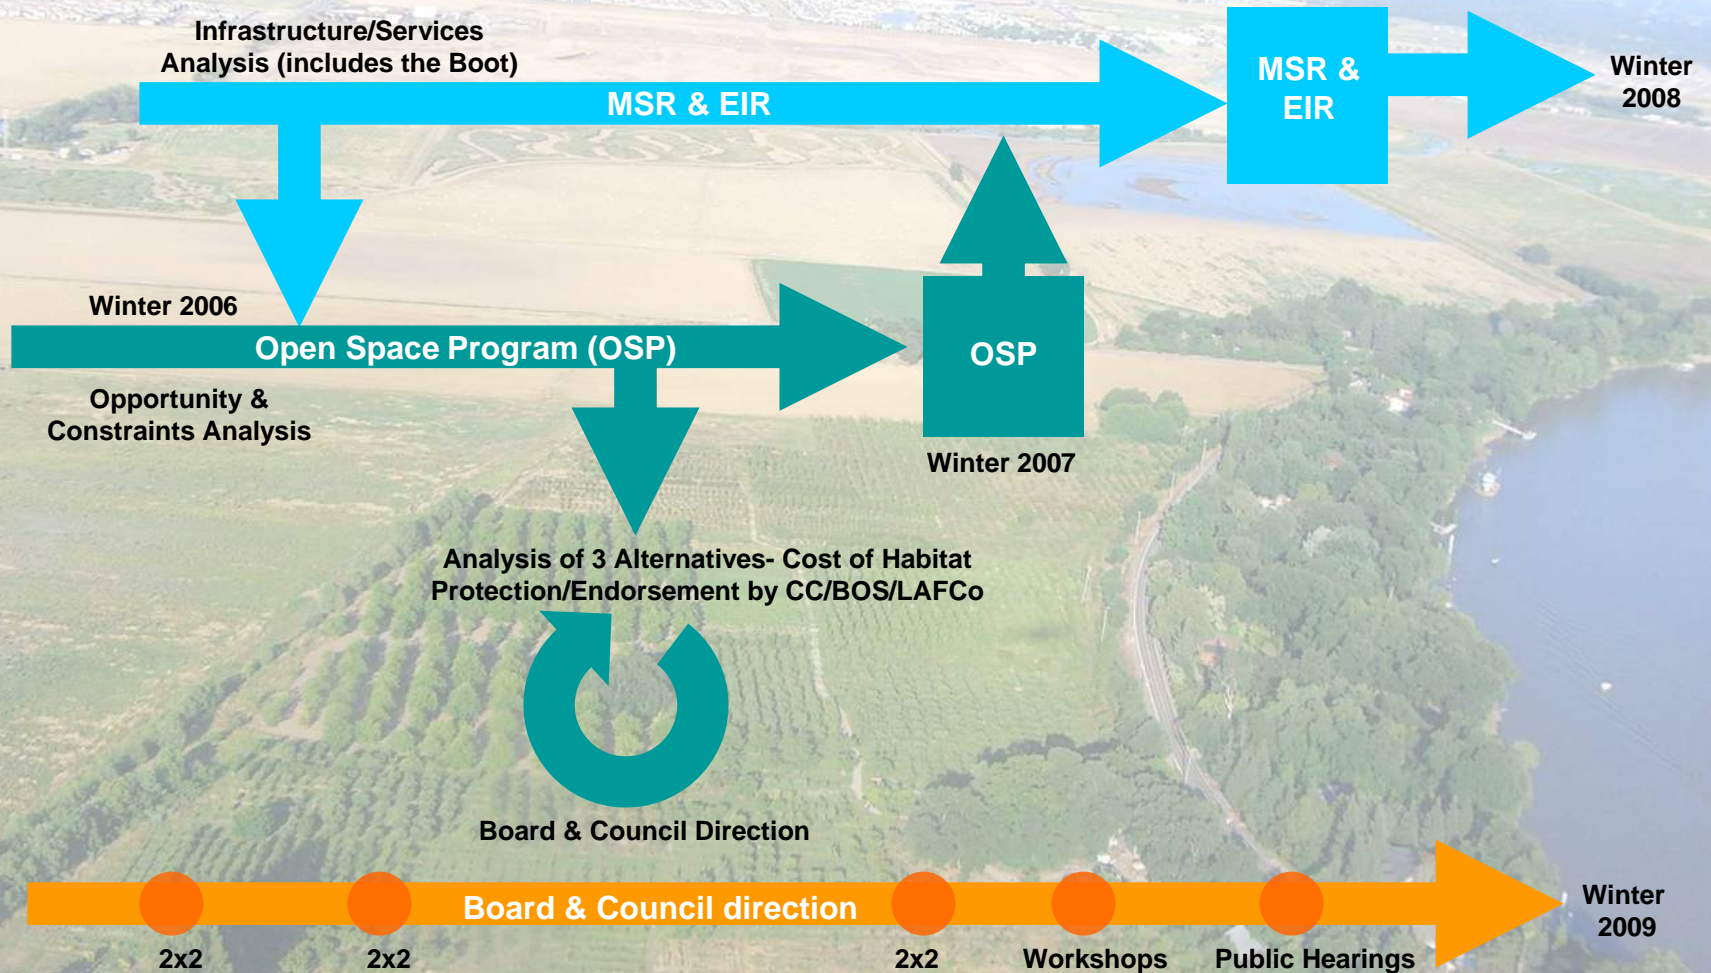 Infrastructure/Services
Analysis (includes the Boot)
MSR & EIR
MSR &
EIR
Winter
2008
Winter 2006
Open Space Program (OSP)
OSP
Opportunity &
Constraints Analysis
Winter 2007
Analysis of 3 Alternatives- Cost of Habitat
Protection/Endorsement by CC/BOS/LAFCo
Board & Council Direction
Board & Council direction
Winter
2009
2x2
2x2
2x2
Workshops
Public Hearings